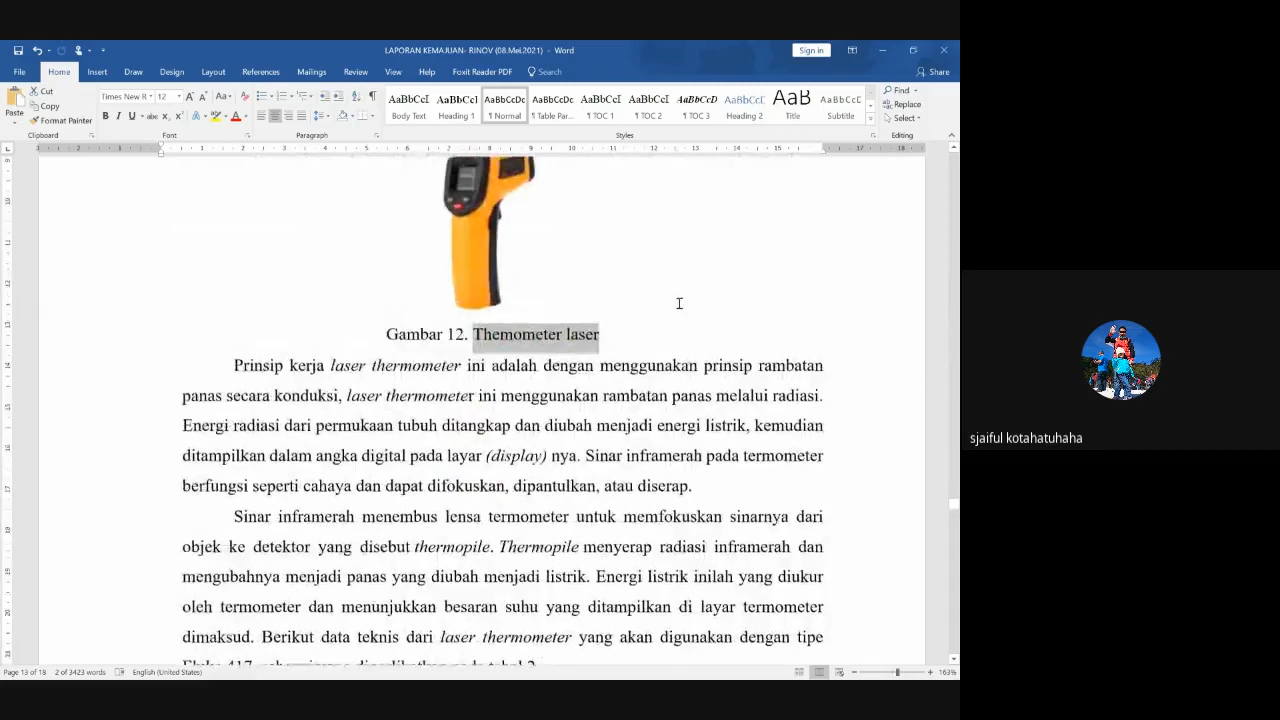 LAPORAN KEMAJUAN- RINOV (08.Mei.2021) - Word
Sign in
File Home Insert Draw Design Layout References Mailings Review View Help Foxit Reader PDF Search Share
Paste
Cut
Copy
Format Painter
Clipboard
Times New R 12
Font
Paragraph
AaBbCcI AaBbCc] AaBbCcDc AaBbCcDc AaBbCcI AaBbCcI AaBbCcD AaBbCcI AaB AaBbCcD
Body Text Heading 1 ¶ Normal ¶ Table Par... ¶ TOC 1 ¶ TOC 2 ¶ TOC 3 Heading 2 Title Subtitle
Styles
Find
Replace
Select
Editing
Gambar 12. Themometer laser
Prinsip kerja laser thermometer ini adalah dengan menggunakan prinsip rambatan
panas secara konduksi, laser thermometer ini menggunakan rambatan panas melalui radiasi.
Energi radiasi dari permukaan tubuh ditangkap dan diubah menjadi energi listrik, kemudian
ditampilkan dalam angka digital pada layar (display) nya. Sinar inframerah pada termometer
berfungsi seperti cahaya dan dapat difokuskan, dipantulkan, atau diserap.
Sinar inframerah menembus lensa termometer untuk memfokuskan sinarnya dari
objek ke detektor yang disebut thermopile. Thermopile menyerap radiasi inframerah dan
mengubahnya menjadi panas yang diubah menjadi listrik. Energi listrik inilah yang diukur
oleh termometer dan menunjukkan besaran suhu yang ditampilkan di layar termometer
dimaksud. Berikut data teknis dari laser thermometer yang akan digunakan dengan tipe
Page 13 of 18 2 of 3423 words English (United States) 163%
sjaiful kotahatuhaha